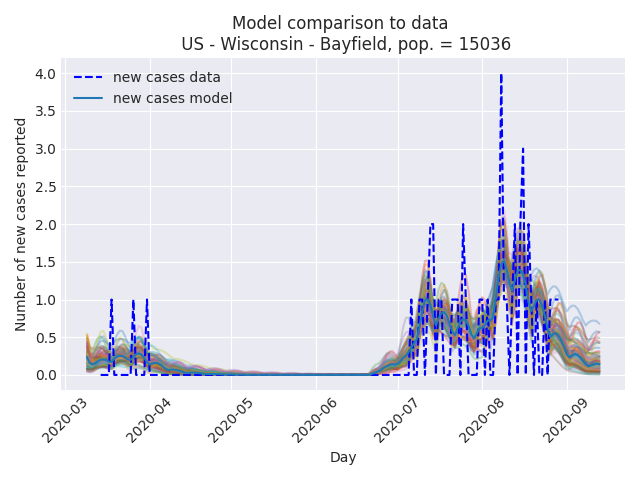 Model comparison to data
US - Wisconsin - Bayfield, pop. = 15036
new cases data
new cases model
Number of new cases reported
4.0
3.5
3.0
2.5
2.0
1.5
1.0
0.5
0.0
2020-03
2020-04
2020-05
2020-06
2020-07
2020-08
2020-09
Day